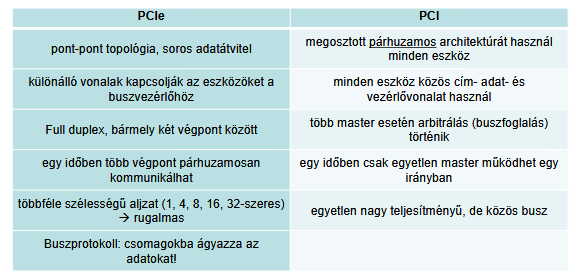 PCIe
PCI
pont-pont topológia, soros adatátvitel
megosztott párhuzamos architektúrát használ
minden eszköz
különálló vonalak kapcsolják az eszközöket a
buszvezérlőhöz
minden eszköz közös cím- adat- és
vezérlővonalat használ
Full duplex, bármely két végpont között
több master esetén arbitrálás (buszfoglalás)
történik
egy időben több végpont párhuzamosan
kommunikálhat
egy időben csak egyetlen master működhet egy
irányban
többféle szélességű aljzat (1, 4, 8, 16, 32-szeres)
→ rugalmas
egyetlen nagy teljesítményű, de közös busz
Buszprotokoll: csomagokba ágyazza az
adatokat!